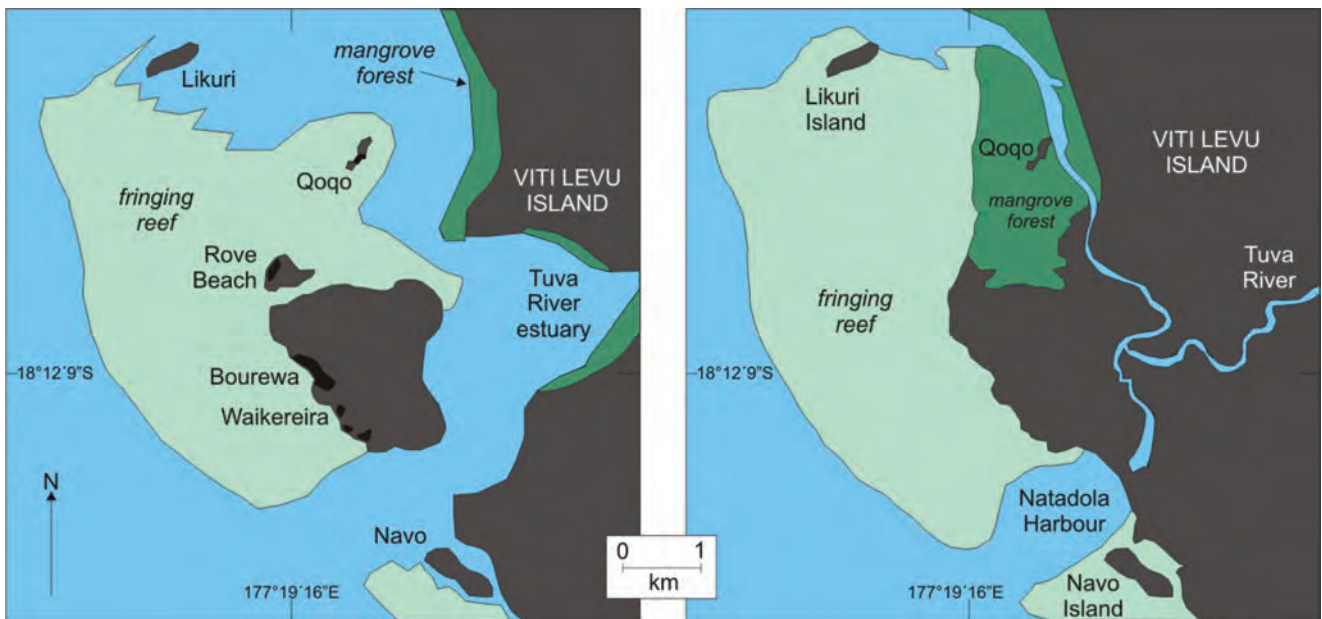 Likuri
mangrove
forest
Qoqo
VITI LEVU
ISLAND
fringing
reef
Rove
Beach
Tuva
River
estuary
18°12´9"S
Bourewa
Waikereira
N
Navo
177°19´16"E
0 1
km
Likuri
Island
VITI LEVU
ISLAND
Qoqo
mangrove
forest
Tuva
River
fringing
reef
18°12´9"S
Natadola
Harbour
177°19´16"E
Navo
Island